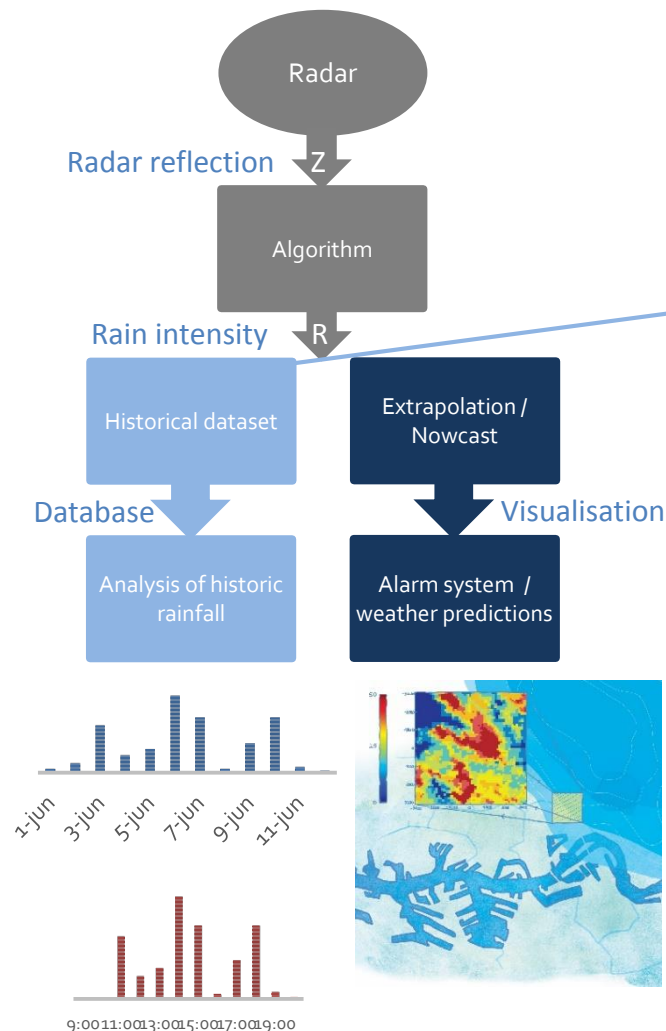 Radar
Radar reflection
Z
Algorithm
Rain intensity
R
Historical dataset
Extrapolation /
Nowcast
Database
Visualisation
Analysis of historic
rainfall
Alarm system /
weather predictions
1-jun
3-jun
5-jun
7-jun
9-jun
11-jun
9:00
11:00
13:00
15:00
17:00
19:00